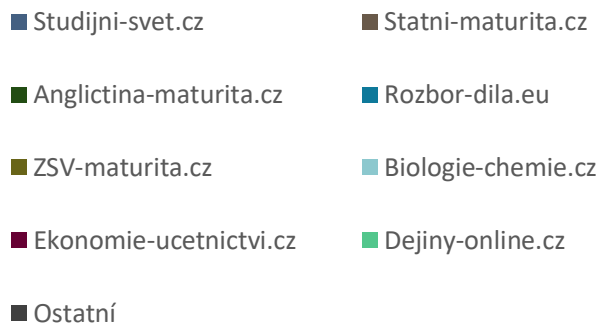 Studijni-svet.cz
Statni-maturita.cz
Anglictina-maturita.cz
Rozbor-dila.eu
ZSV-maturita.cz
Biologie-chemie.cz
Ekonomie-ucetnictvi.cz
Dejiny-online.cz
Ostatní